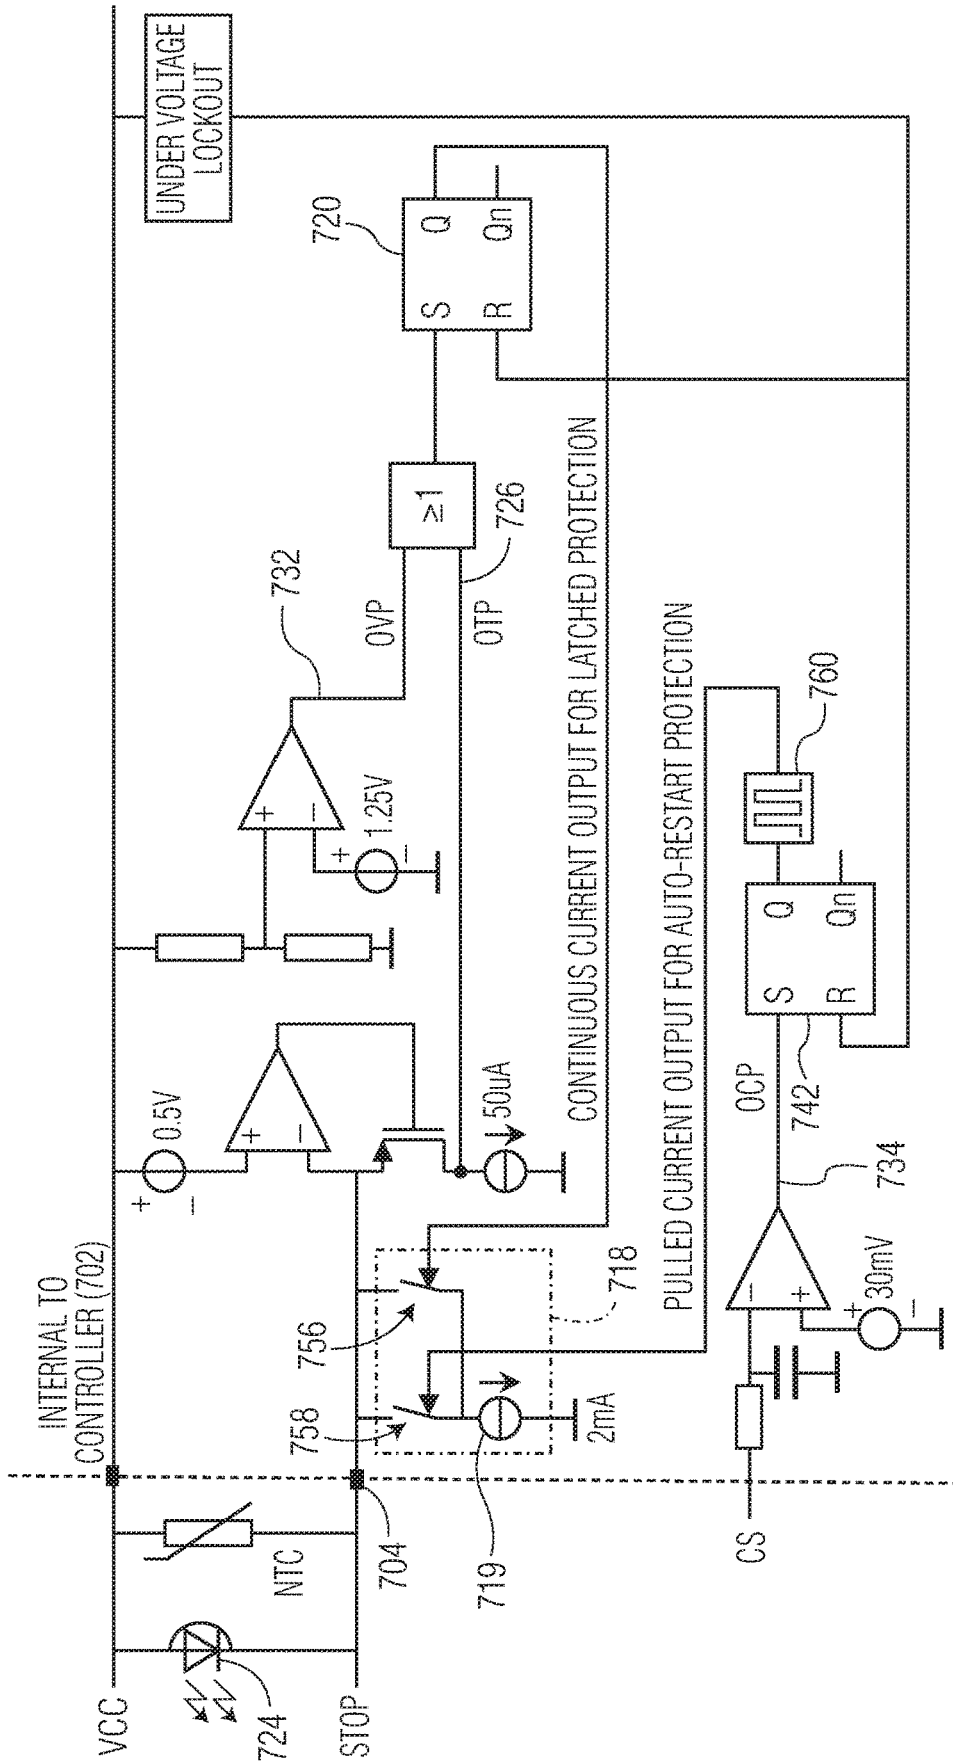 INTERNAL TO
CONTROLLER (702)
UNDER VOLTAGE
LOCKOUT
VCC
NTC
724
STOP
704
+
0.5V
−
+
−
50uA
+
−
+
1.25V
−
732
OVP
OTP
≥1
726
720
S
Q
R
Qn
758
756
718
719
2mA
CONTINUOUS CURRENT OUTPUT FOR LATCHED PROTECTION
PULLED CURRENT OUTPUT FOR AUTO-RESTART PROTECTION
CS
−
+
+
30mV
−
734
OCP
742
S
Q
R
Qn
760